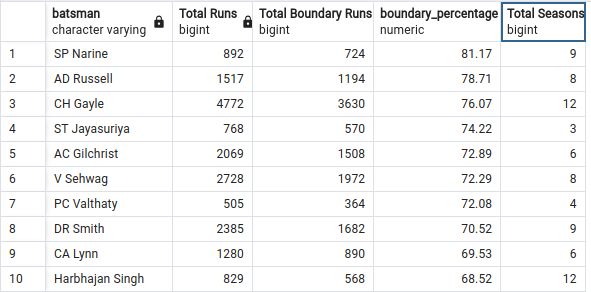 batsman Total Runs Total Boundary Runs boundary_percentage Total Seasons
character varying bigint bigint numeric bigint
1 SP Narine 892 724 81.17 9
2 AD Russell 1517 1194 78.71 8
3 CH Gayle 4772 3630 76.07 12
4 ST Jayasuriya 768 570 74.22 3
5 AC Gilchrist 2069 1508 72.89 6
6 V Sehwag 2728 1972 72.29 8
7 PC Valthaty 505 364 72.08 4
8 DR Smith 2385 1682 70.52 9
9 CA Lynn 1280 890 69.53 6
10 Harbhajan Singh 829 568 68.52 12